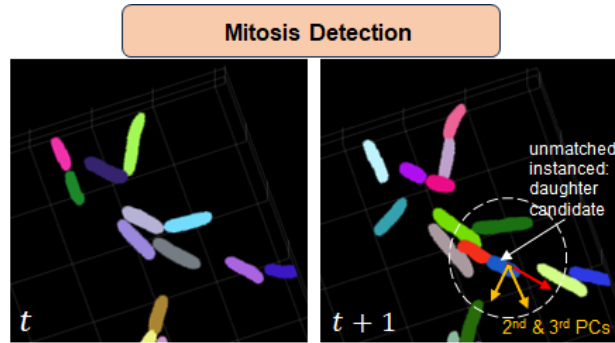 Mitosis Detection
unmatched
instanced:
daughter
candidate
t
t + 1
2nd & 3rd PCs